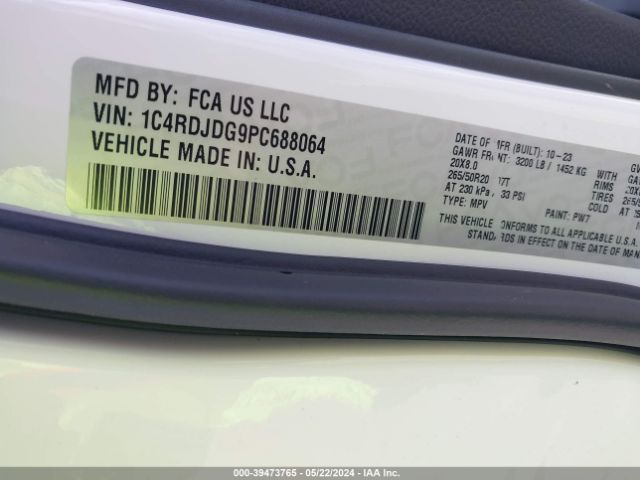 MFD BY: FCA US LLC
VIN: 1C4RDJDG9PC688064
VEHICLE MADE IN: U.S.A.
DATE OF MFR (BUILT): 10-23
GAWR FRONT: 3200 LB / 1452 KG WITH
20X8.0 RIMS
265/50R20 TIRES
AT 230 kPa 33 PSI COLD
TYPE: MPV PAINT: PW7
THIS VEHICLE CONFORMS TO ALL APPLICABLE U.S.A.
STANDARDS IN EFFECT ON THE DATE OF
000-39473765 - 05/22/2024 - IAA Inc.